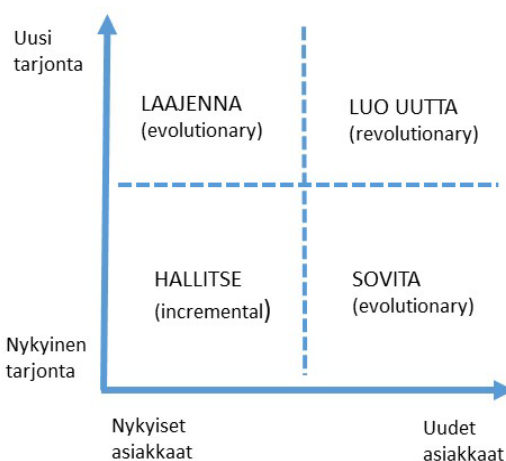 Uusi
tarjonta
LAAJENNA
(evolutionary)
LUO UUTTA
(revolutionary)
HALLITSE
(incremental)
SOVITA
(evolutionary)
Nykyinen
tarjonta
Nykyiset
asiakkaat
Uudet
asiakkaat